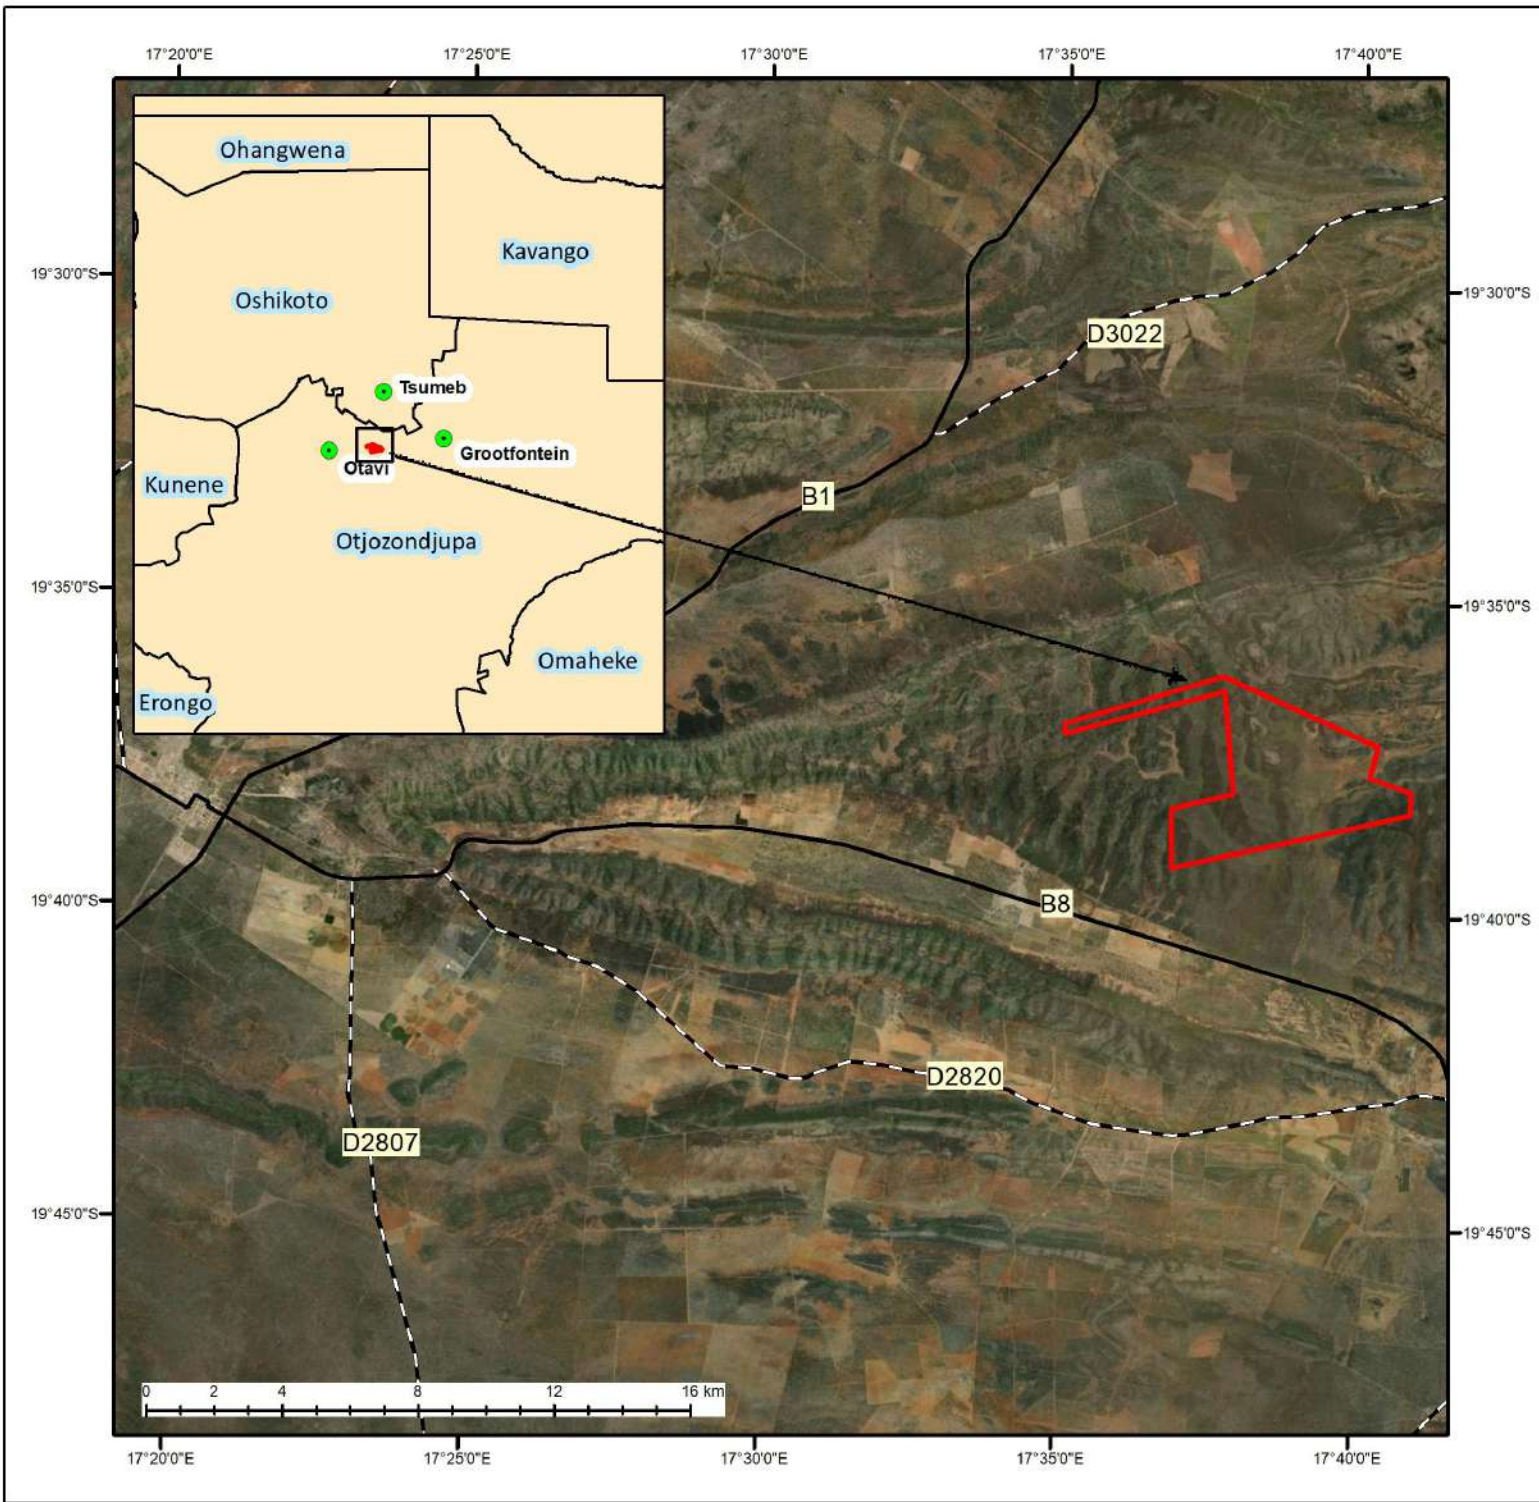 17°20'0"E
17°25'0"E
17°30'0"E
17°35'0"E
17°40'0"E
Ohangwena
Kavango
Oshikoto
19°30'0"S
19°30'0"S
D3022
Tsumeb
Grootfontein
Otavi
Kunene
B1
Otjozondjupa
19°35'0"S
19°35'0"S
Omaheke
Erongo
19°40'0"S
B8
19°40'0"S
D2820
D2807
19°45'0"S
19°45'0"S
0 2 4 8 12 16 km
17°20'0"E
17°25'0"E
17°30'0"E
17°35'0"E
17°40'0"E